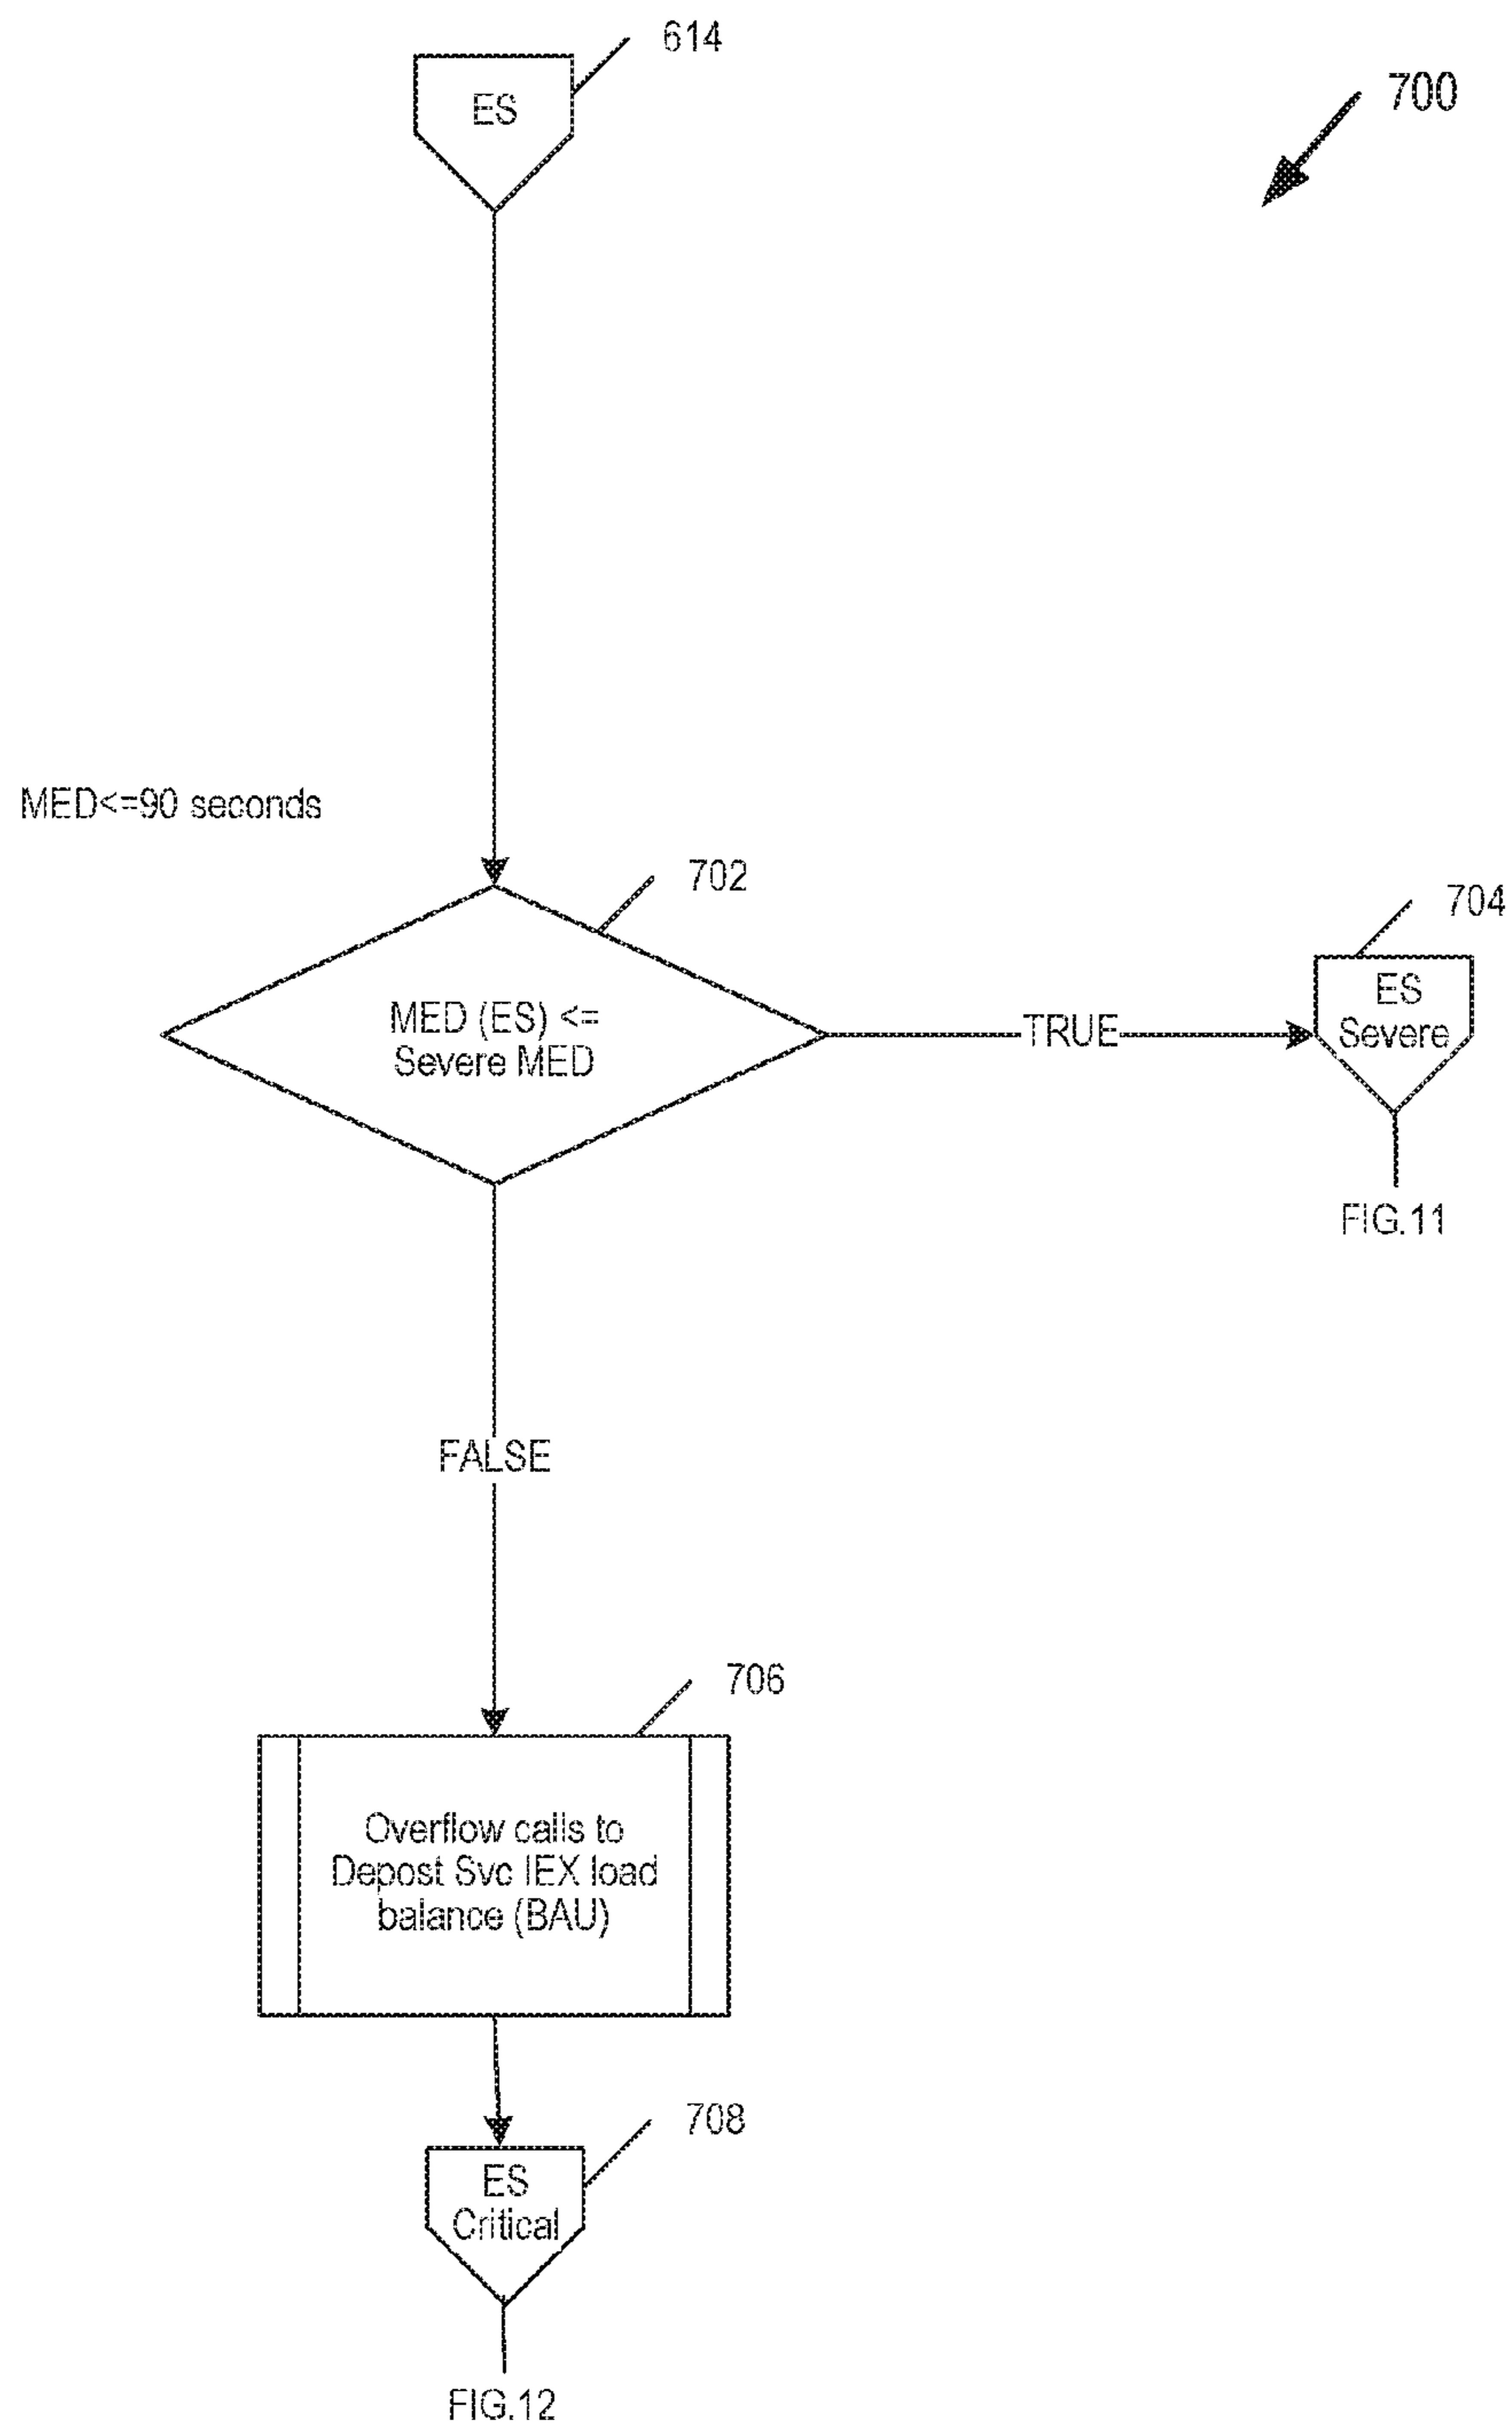 614
ES
700
MED<=90 seconds
702
704
MED (ES) <=
Severe MED
TRUE
ES
Severe
FIG.11
FALSE
706
Overflow calls to
Depost Svc IEX load
balance (BAU)
708
ES
Critical
FIG.12